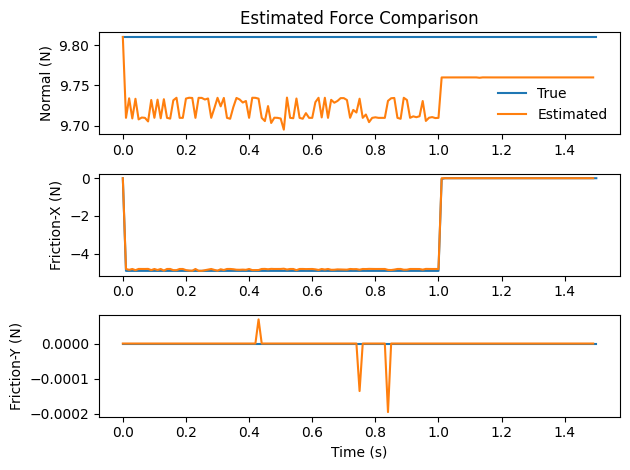 Estimated Force Comparison
Normal (N)
9.80
9.75
9.70
True
Estimated
0.0 0.2 0.4 0.6 0.8 1.0 1.2 1.4
Friction-X (N)
0
−2
−4
0.0 0.2 0.4 0.6 0.8 1.0 1.2 1.4
Friction-Y (N)
0.0000
−0.0001
−0.0002
0.0 0.2 0.4 0.6 0.8 1.0 1.2 1.4
Time (s)